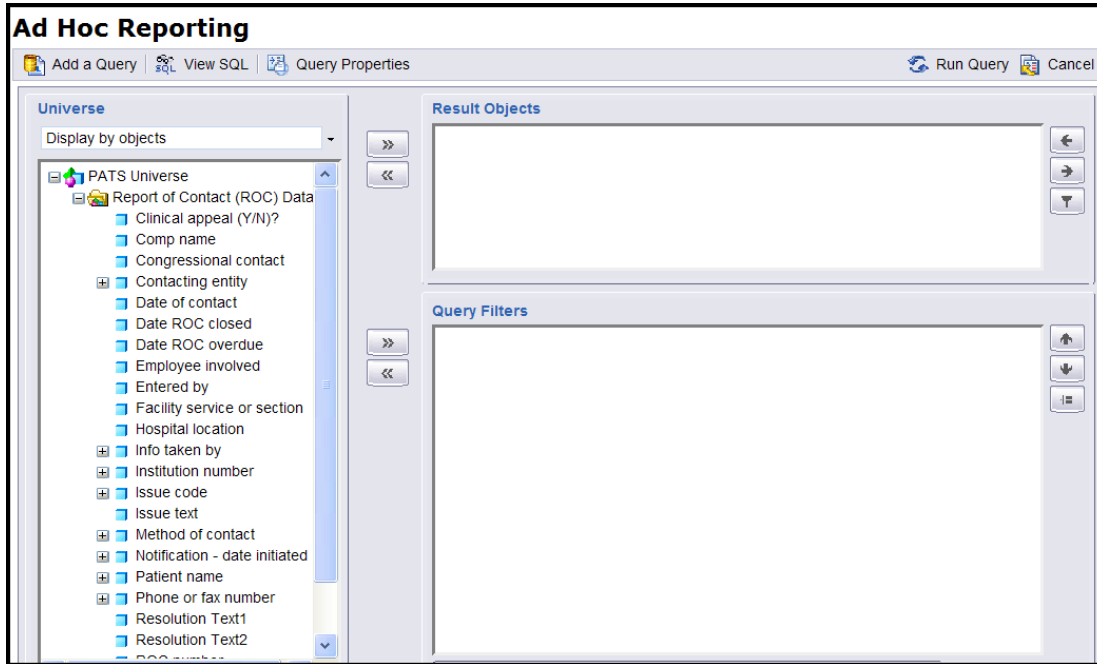 Ad Hoc Reporting
Add a Query View SQL Query Properties Run Query Cancel
Universe
Display by objects
PATS Universe
Report of Contact (ROC) Data
Clinical appeal (Y/N)?
Comp name
Congressional contact
Contacting entity
Date of contact
Date ROC closed
Date ROC overdue
Employee involved
Entered by
Facility service or section
Hospital location
Info taken by
Institution number
Issue code
Issue text
Method of contact
Notification - date initiated
Patient name
Phone or fax number
Resolution Text1
Resolution Text2
Result Objects
Query Filters